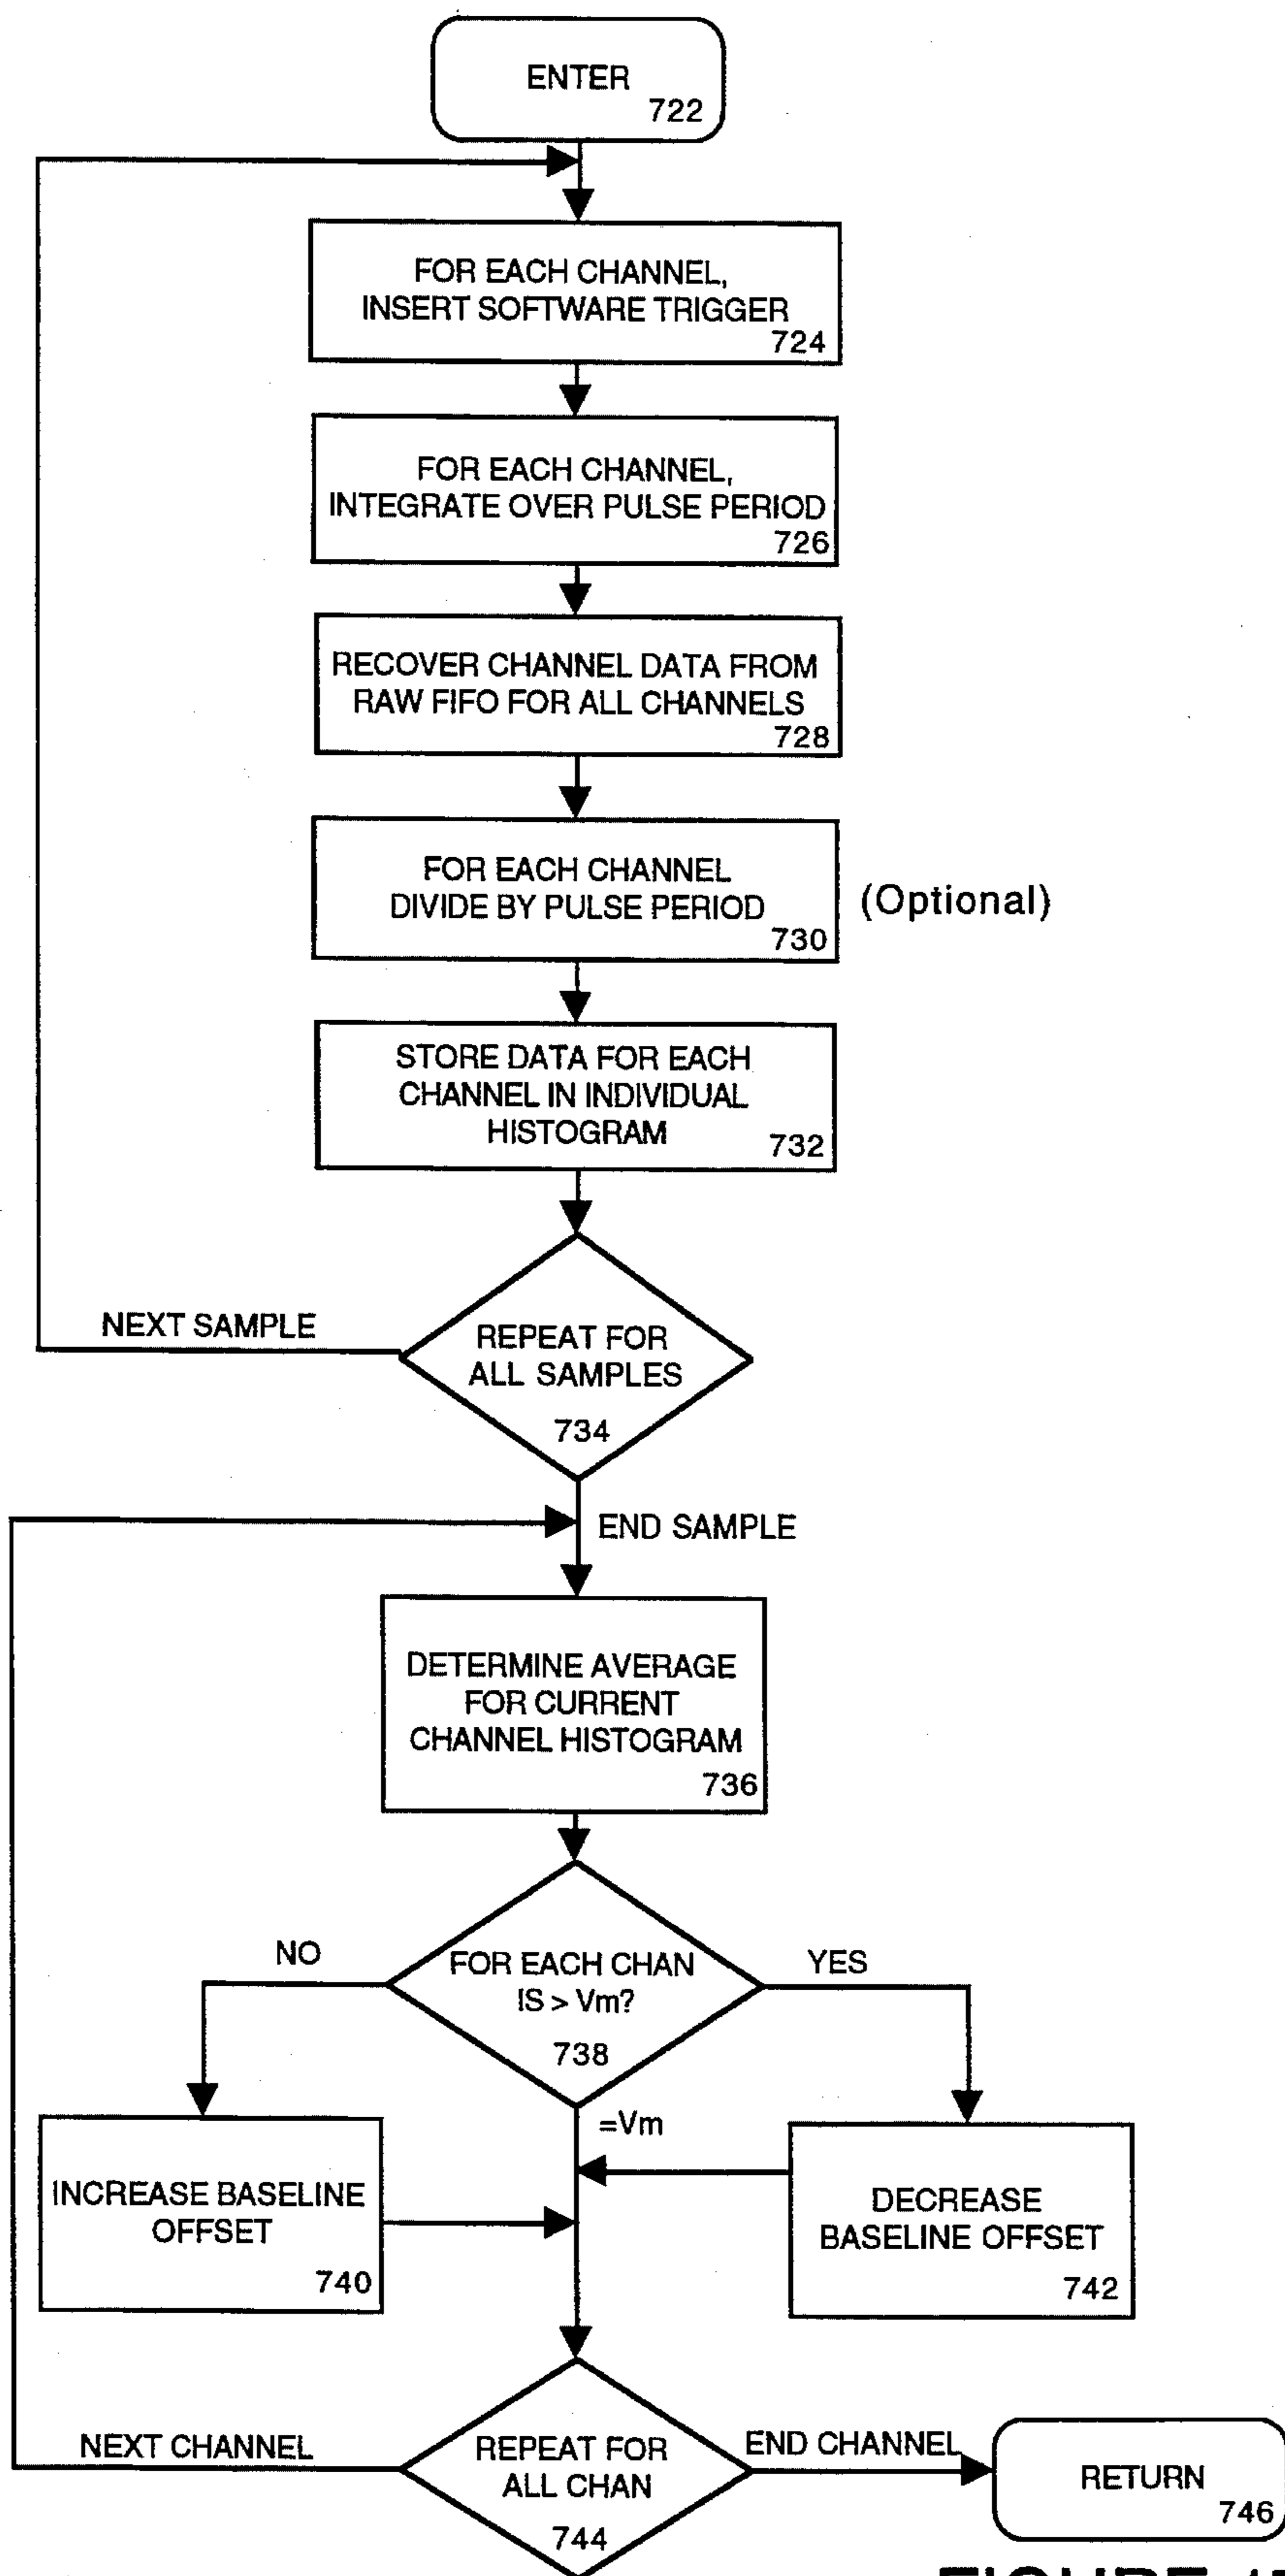 ENTER
722
FOR EACH CHANNEL,
INSERT SOFTWARE TRIGGER
724
FOR EACH CHANNEL,
INTEGRATE OVER PULSE PERIOD
726
RECOVER CHANNEL DATA FROM
RAW FIFO FOR ALL CHANNELS
728
FOR EACH CHANNEL
DIVIDE BY PULSE PERIOD
730
(Optional)
STORE DATA FOR EACH
CHANNEL IN INDIVIDUAL
HISTOGRAM
732
NEXT SAMPLE
REPEAT FOR
ALL SAMPLES
734
END SAMPLE
DETERMINE AVERAGE
FOR CURRENT
CHANNEL HISTOGRAM
736
NO
FOR EACH CHAN
IS > Vm?
738
YES
=Vm
INCREASE BASELINE
OFFSET
740
DECREASE
BASELINE OFFSET
742
NEXT CHANNEL
REPEAT FOR
ALL CHAN
744
END CHANNEL
RETURN
746